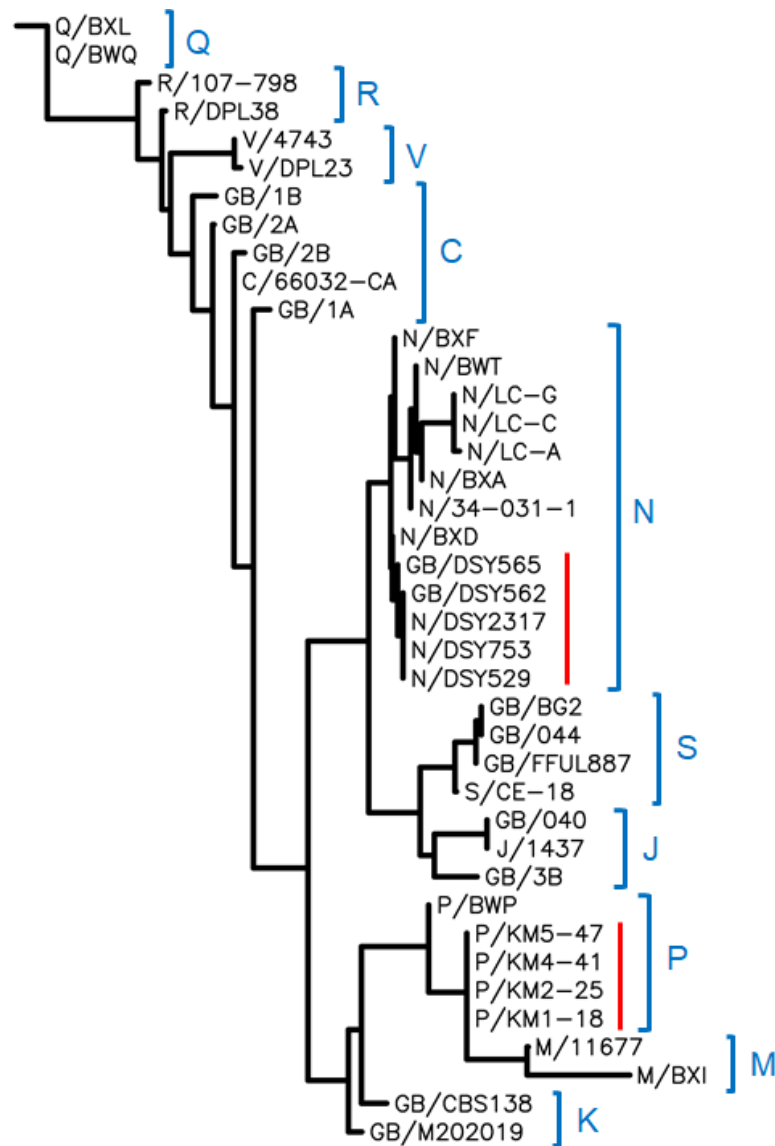 Q/BXL
Q/BWQ
Q
R/107-798
R/DPL38
R
V/4743
V/DPL23
V
GB/1B
GB/2A
GB/2B
C/66032-CA
GB/1A
C
N/BXF
N/BWT
N/LC-G
N/LC-C
N/LC-A
N/BXA
N/34-031-1
N/BXD
GB/DSY565
GB/DSY562
N/DSY2317
N/DSY753
N/DSY529
N
GB/BG2
GB/044
GB/FFUL887
S/CE-18
S
GB/040
J/1437
GB/3B
J
P/BWP
P/KM5-47
P/KM4-41
P/KM2-25
P/KM1-18
P
M/11677
M/BXI
M
GB/CBS138
GB/M202019
K